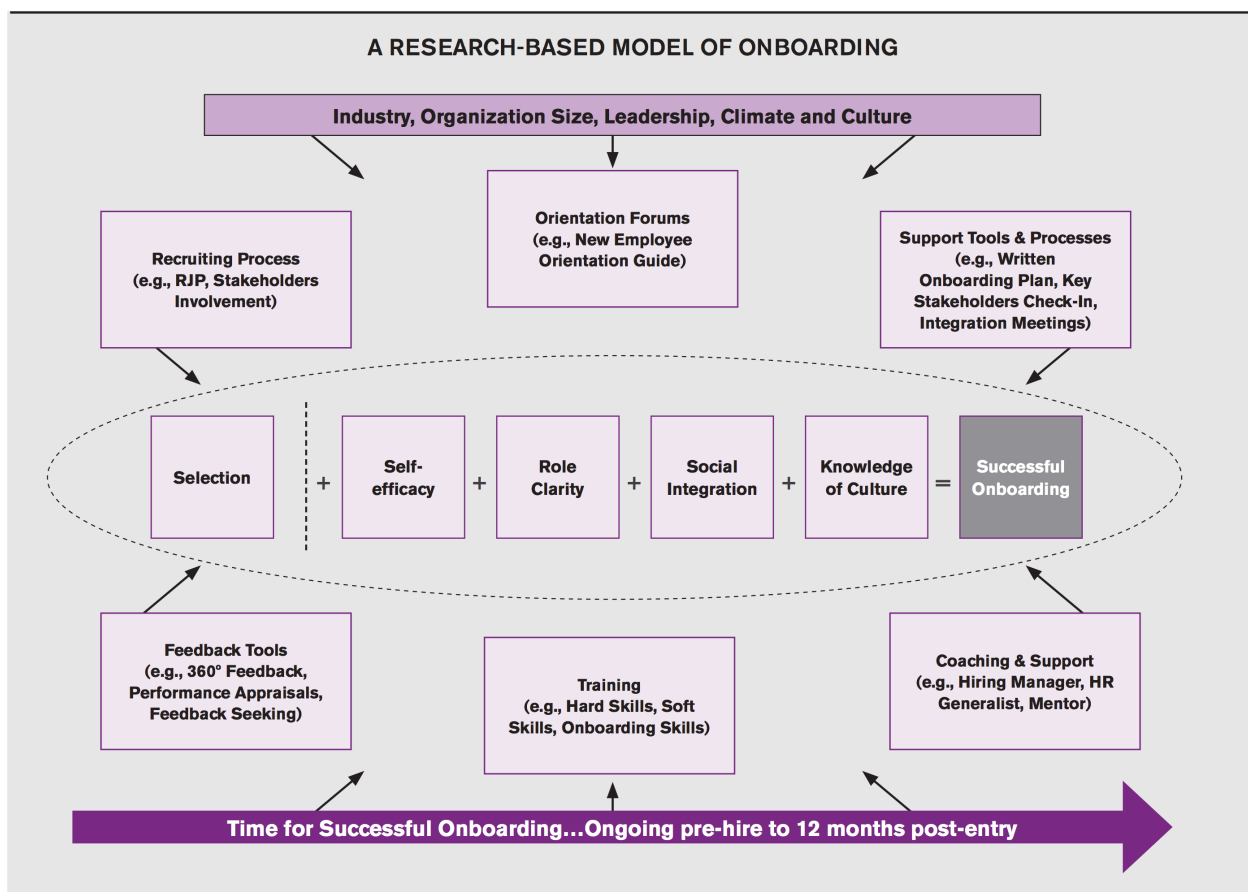 A RESEARCH-BASED MODEL OF ONBOARDING
Industry, Organization Size, Leadership, Climate and Culture
Recruiting Process
(e.g., RJP, Stakeholders
Involvement)
Orientation Forums
(e.g., New Employee
Orientation Guide)
Support Tools & Processes
(e.g., Written
Onboarding Plan, Key
Stakeholders Check-In,
Integration Meetings)
Selection
+
Self-
efficacy
+
Role
Clarity
+
Social
Integration
+
Knowledge
of Culture
=
Successful
Onboarding
Feedback Tools
(e.g., 360° Feedback,
Performance Appraisals,
Feedback Seeking)
Training
(e.g., Hard Skills, Soft
Skills, Onboarding Skills)
Coaching & Support
(e.g., Hiring Manager, HR
Generalist, Mentor)
Time for Successful Onboarding...Ongoing pre-hire to 12 months post-entry